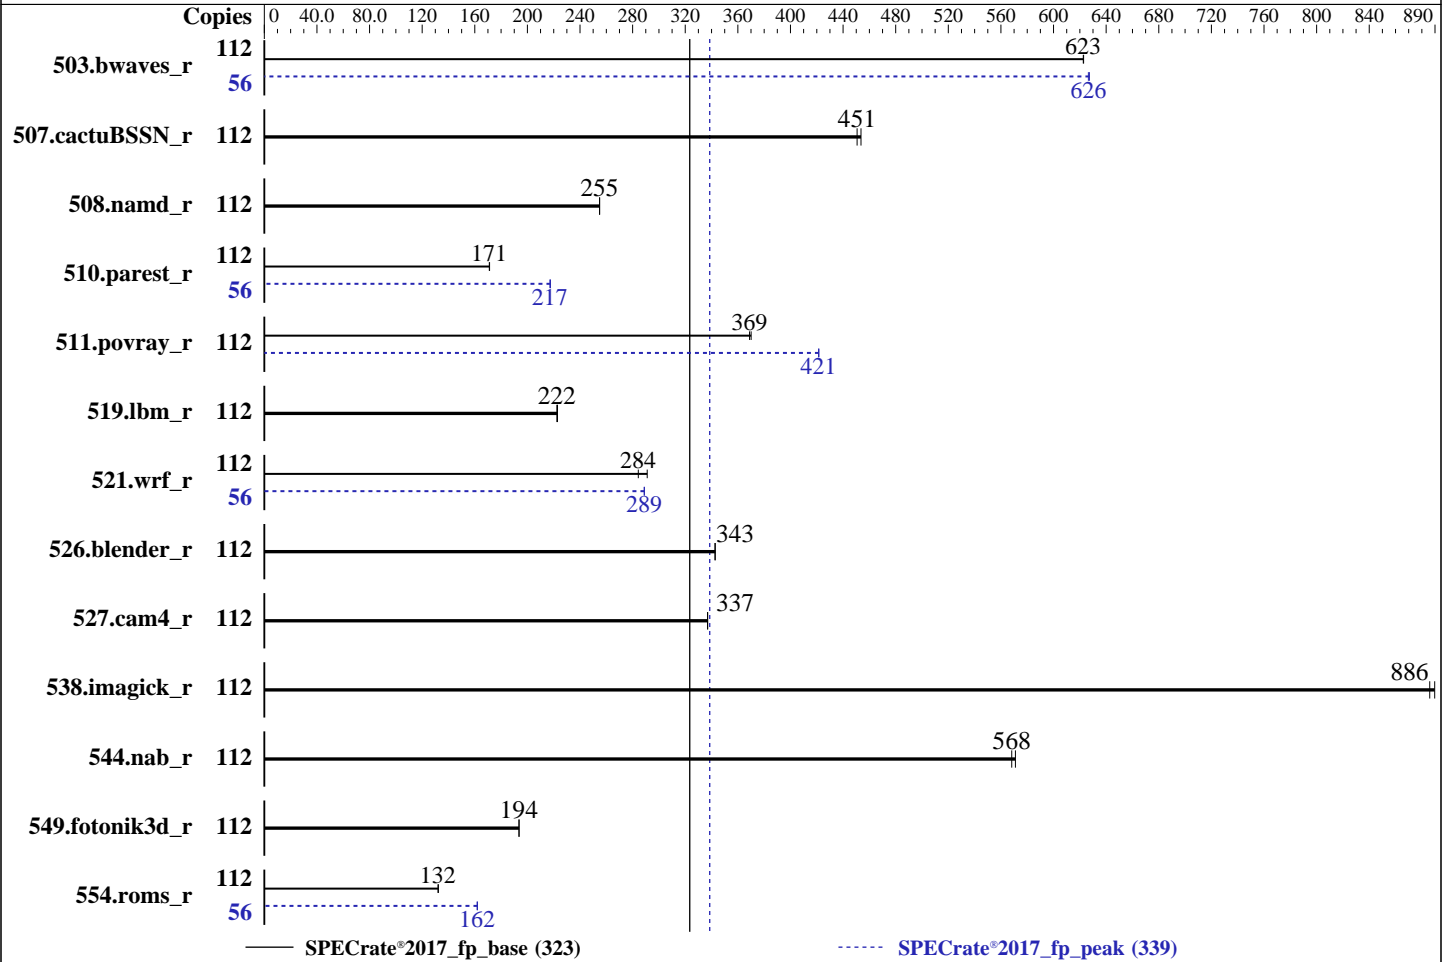 Copies 0 40.0 80.0 120 160 200 240 280 320 360 400 440 480 520 560 600 640 680 720 760 800 840 890
503.bwaves_r 112 623
56 626
507.cactuBSSN_r 112 451
508.namd_r 112 255
510.parest_r 112 171
56 217
511.povray_r 112 369
421
519.lbm_r 112 222
521.wrf_r 112 284
56 289
526.blender_r 112 343
527.cam4_r 112 337
538.imagick_r 112 886
544.nab_r 112 568
549.fotonik3d_r 112 194
554.roms_r 112 132
56 162
SPECrate®2017_fp_base (323) SPECrate®2017_fp_peak (339)